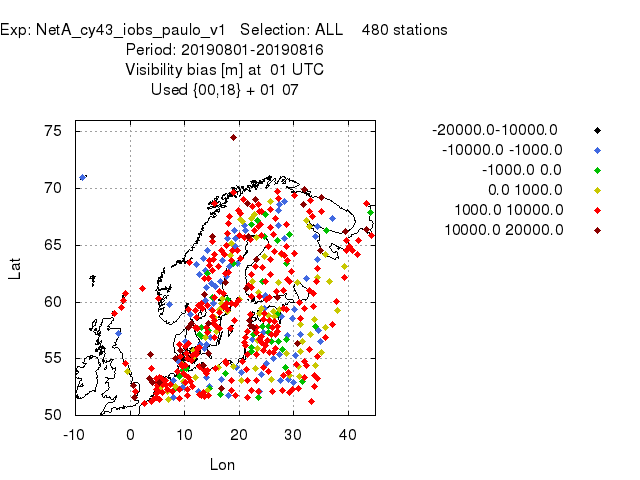 Exp: NetA_cy43_iobs_paulo_v1 Selection: ALL 480 stations
Period: 20190801-20190816
Visibility bias [m] at 01 UTC
Used {00,18} + 01 07
75
70
65
60
55
50
Lat
-10 0 10 20 30 40
Lon
-20000.0-10000.0
-10000.0 -1000.0
-1000.0 0.0
0.0 1000.0
1000.0 10000.0
10000.0 20000.0